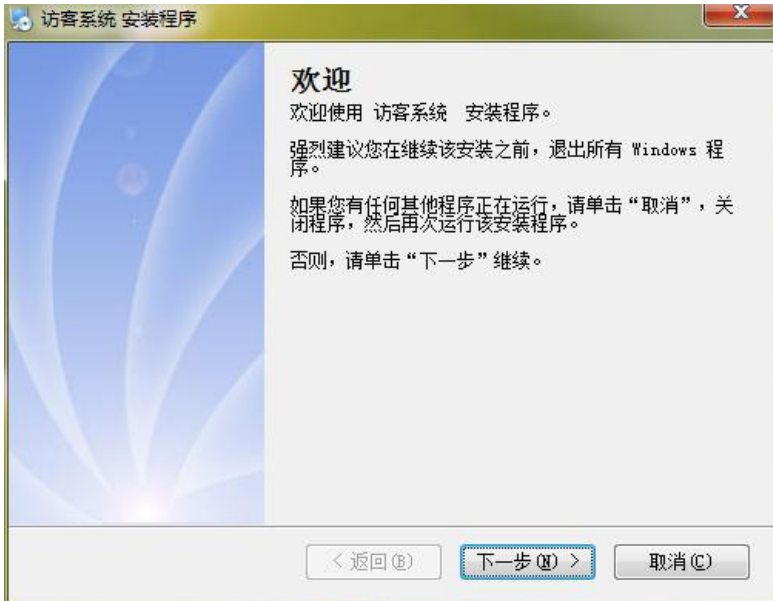 访客系统 安装程序
欢迎
欢迎使用 访客系统 安装程序。
强烈建议您在继续该安装之前，退出所有 Windows 程
序。
如果您有任何其他程序正在运行，请单击“取消”，关
闭程序，然后再次运行该安装程序。
否则，请单击“下一步”继续。
< 返回(B)
下一步(N) >
取消(C)